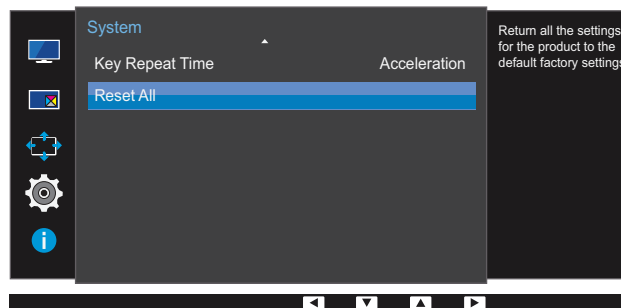 System
Key Repeat Time Acceleration
Reset All
Return all the settings
for the product to the
default factory settings